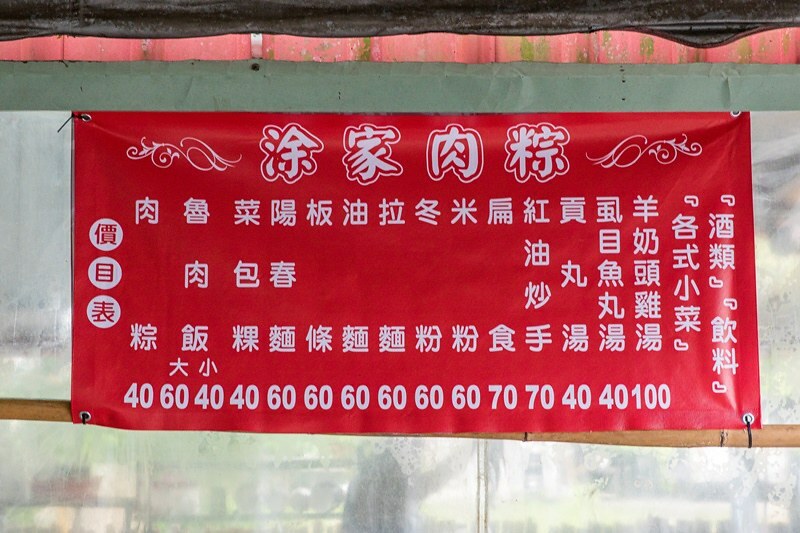 涂家肉粽
價目表
肉粽 40
魯肉飯 大 60 小 40
菜包粿 40
陽春麵 60
板條 60
油麵 60
拉麵 60
冬粉 60
米粉 60
扁食 70
紅油炒手 70
貢丸湯 40
虱目魚丸湯 40
羊奶頭雞湯 100
『各式小菜』
『酒類』『飲料』